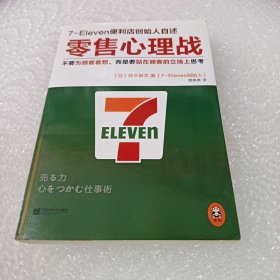 7-Eleven便利店创始人自述
零售心理战
不要为顾客着想，而是要站在顾客的立场上思考
［日］铃木敏文 著（7-Eleven创始人）
7
ELEVEN
売る力
心をつかむ仕事術